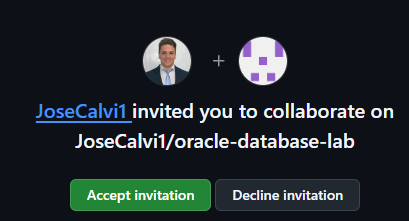 JoseCalvi1 invited you to collaborate on
JoseCalvi1/oracle-database-lab
Accept invitation
Decline invitation